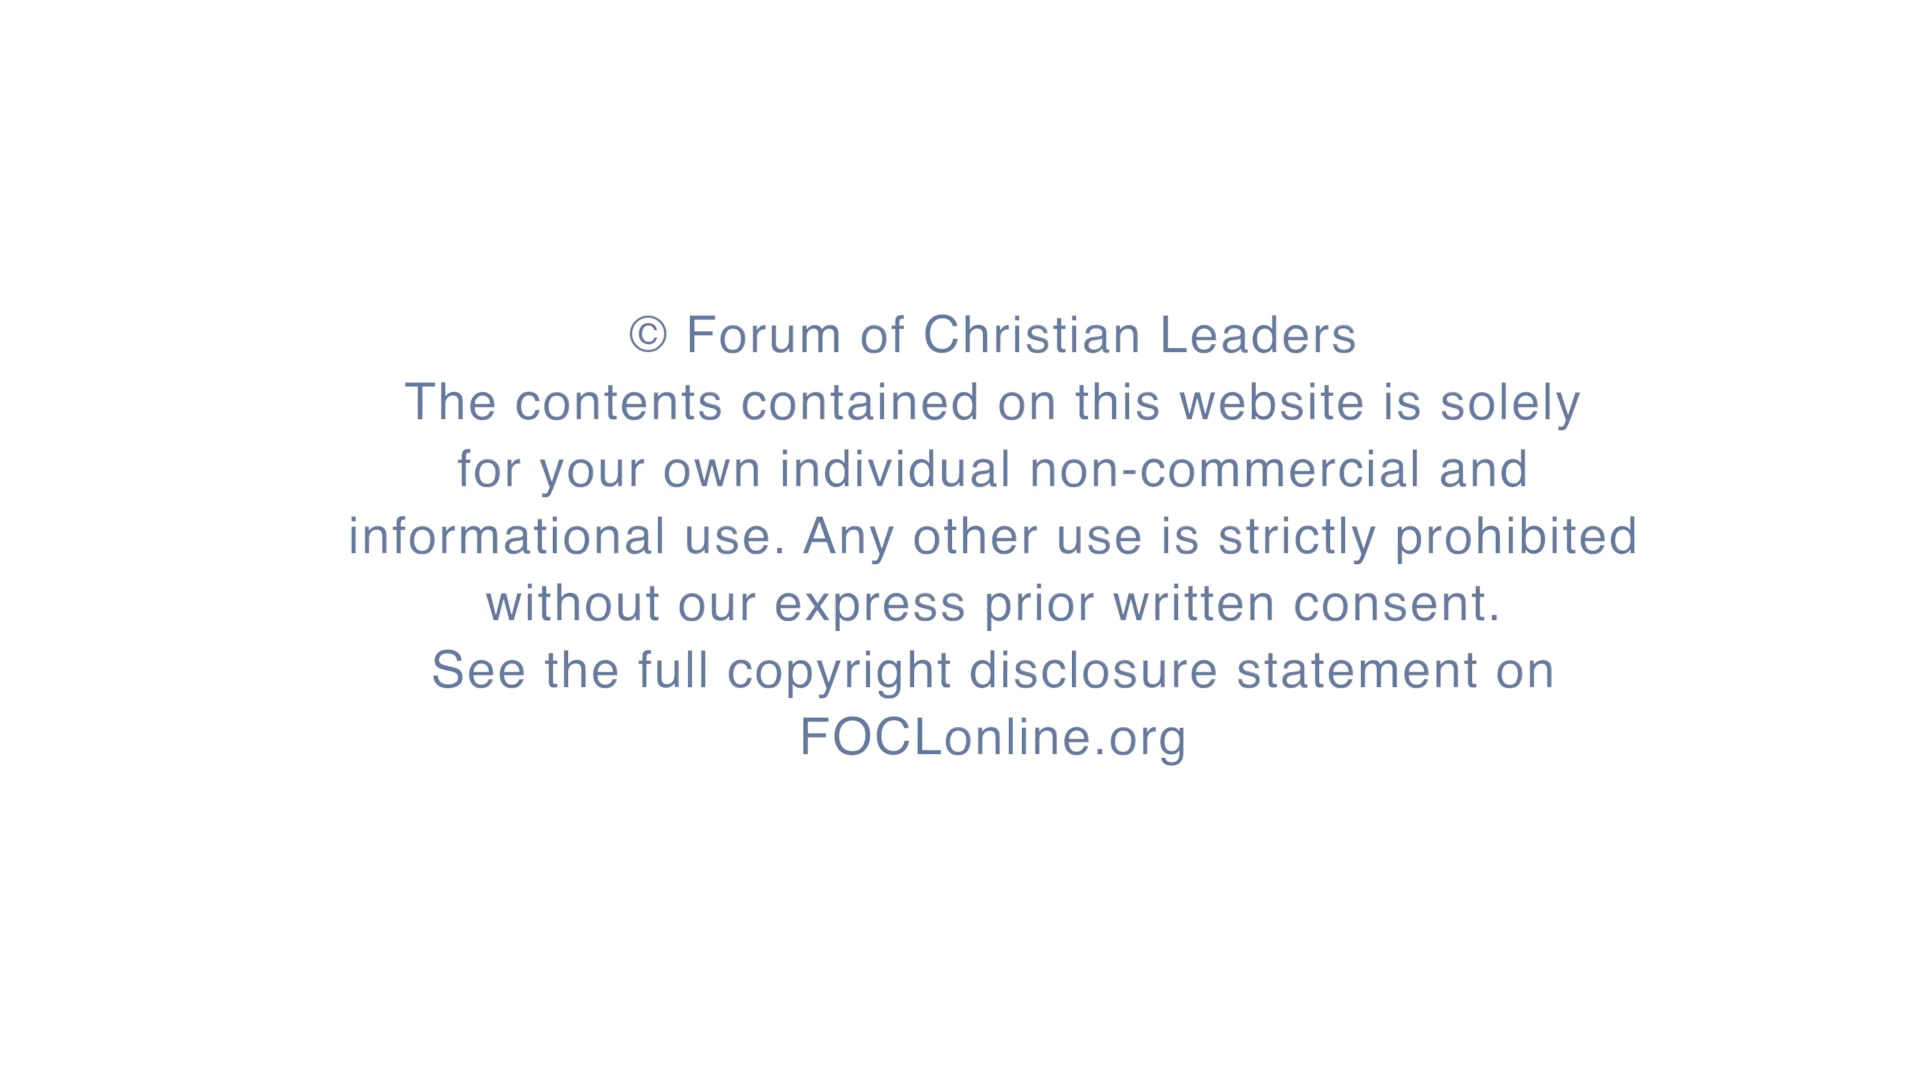 © Forum of Christian Leaders
The contents contained on this website is solely
for your own individual non-commercial and
informational use. Any other use is strictly prohibited
without our express prior written consent.
See the full copyright disclosure statement on
FOCLonline.org